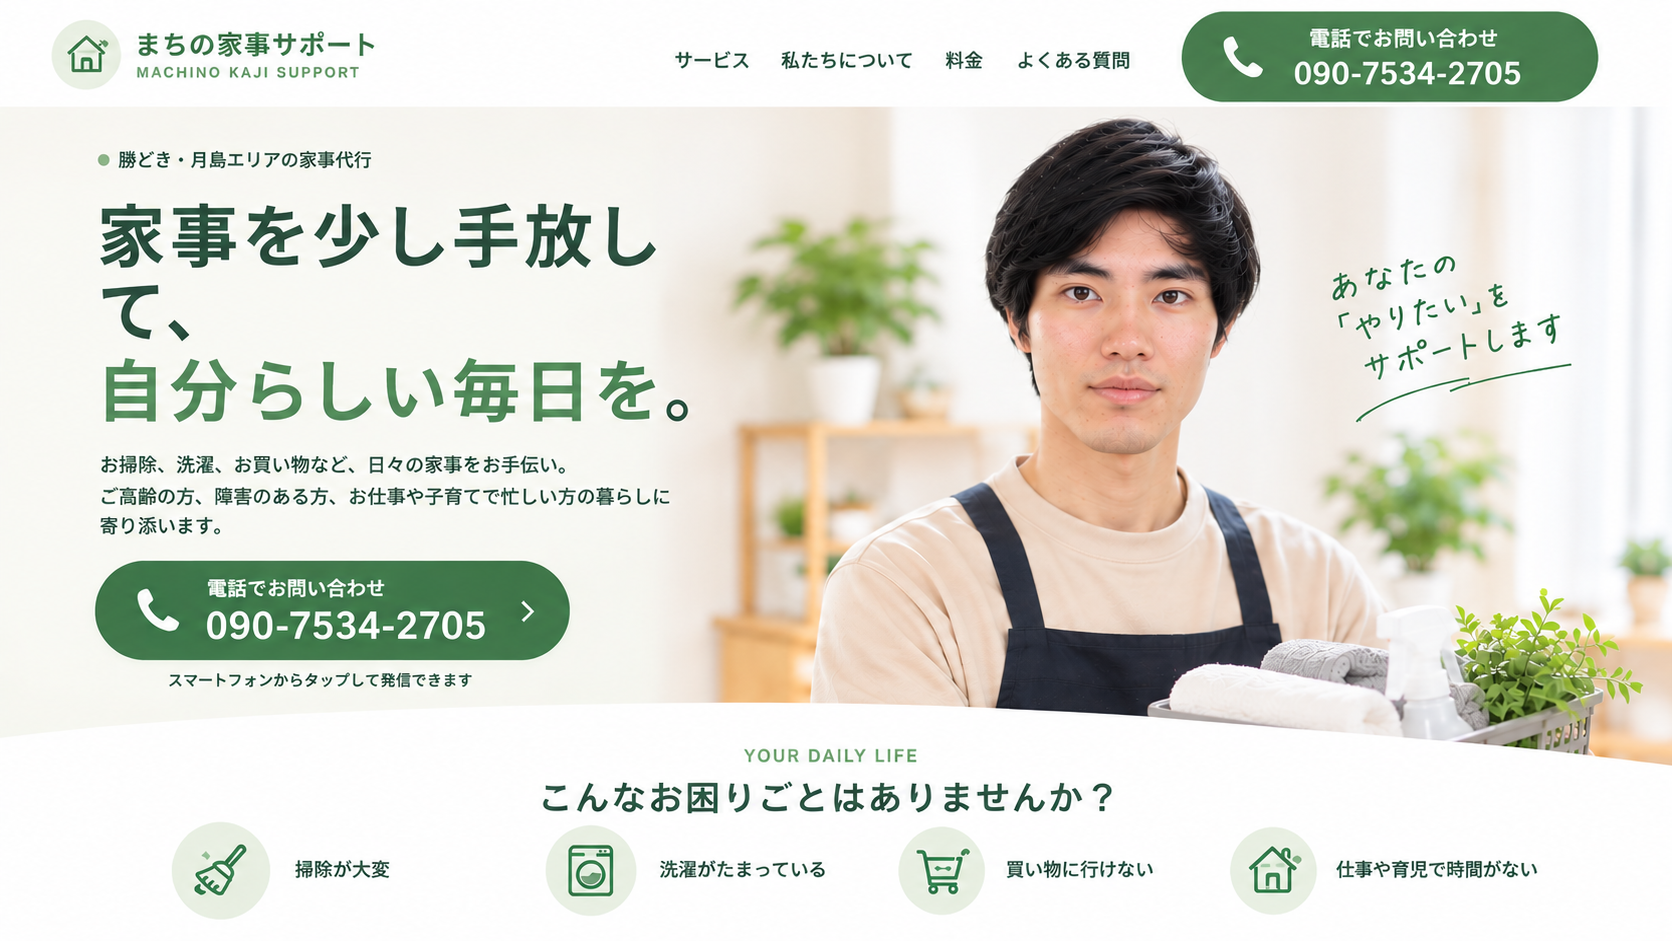 まちの家事サポート
MACHINO KAJI SUPPORT
サービス
私たちについて
料金
よくある質問
電話でお問い合わせ
090-7534-2705
勝どき・月島エリアの家事代行
家事を少し手放し
て、
自分らしい毎日を。
お掃除、洗濯、お買い物など、日々の家事をお手伝い。
ご高齢の方、障害のある方、お仕事や子育てで忙しい方の暮らしに
寄り添います。
電話でお問い合わせ
090-7534-2705
スマートフォンからタップして発信できます
あなたの
「やりたい」を
サポートします
YOUR DAILY LIFE
こんなお困りごとはありませんか？
掃除が大変
洗濯がたまっている
買い物に行けない
仕事や育児で時間がない